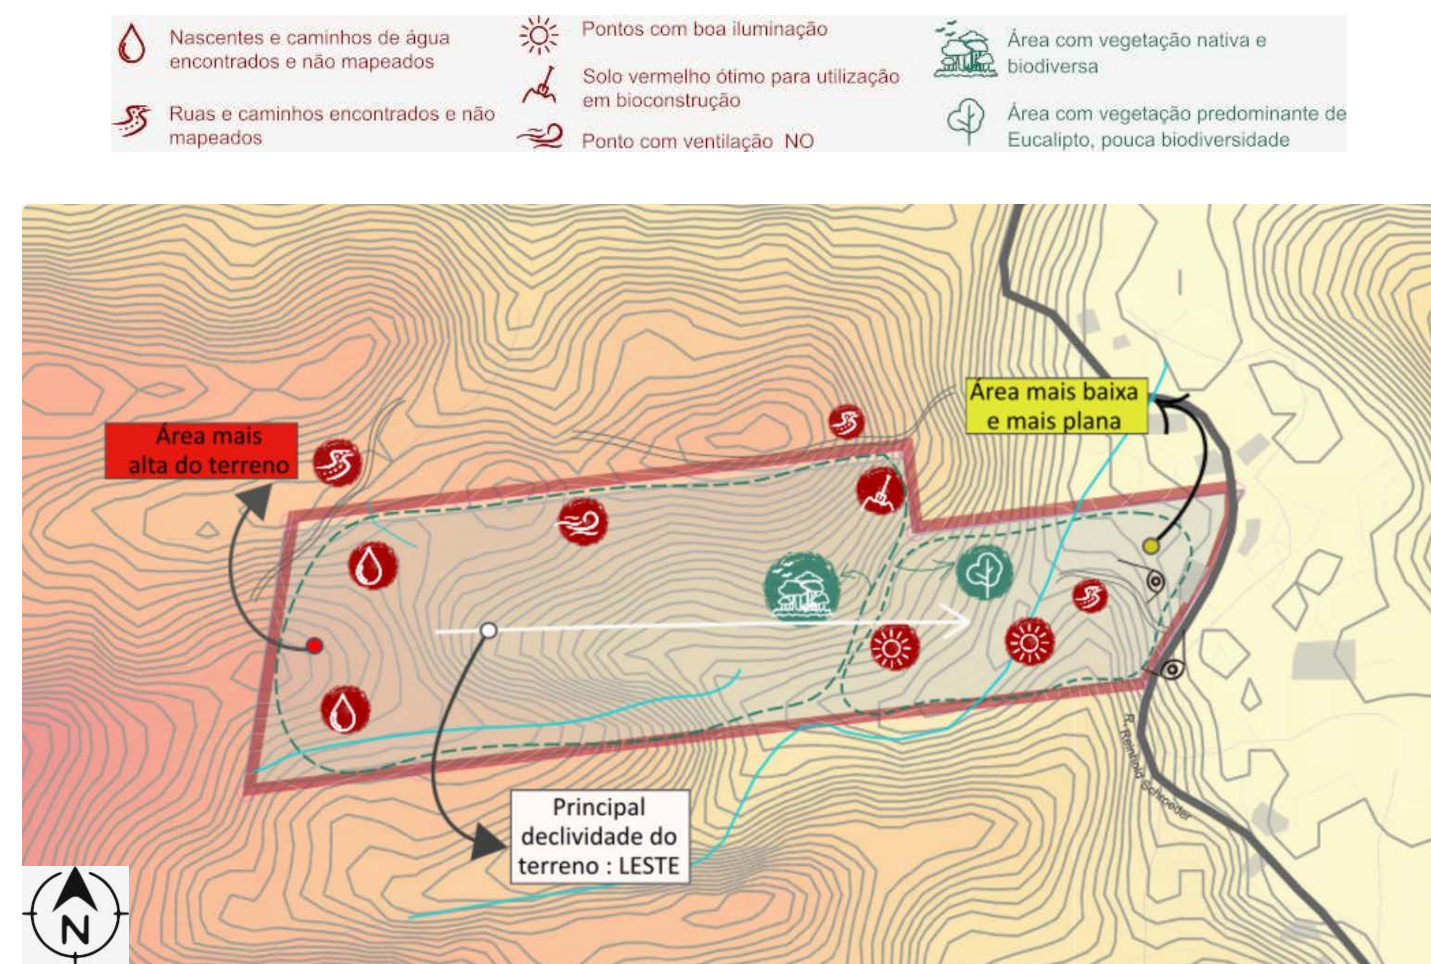 Nascentes e caminhos de água
encontrados e não mapeados
Ruas e caminhos encontrados e não
mapeados
Pontos com boa iluminação
Solo vermelho ótimo para utilização
em bioconstrução
Ponto com ventilação NO
Área com vegetação nativa e
biodiversa
Área com vegetação predominante de
Eucalipto, pouca biodiversidade
Área mais
alta do terreno
Área mais baixa
e mais plana
Principal
declividade do
terreno : LESTE
R. Reinhold Schroeder
N